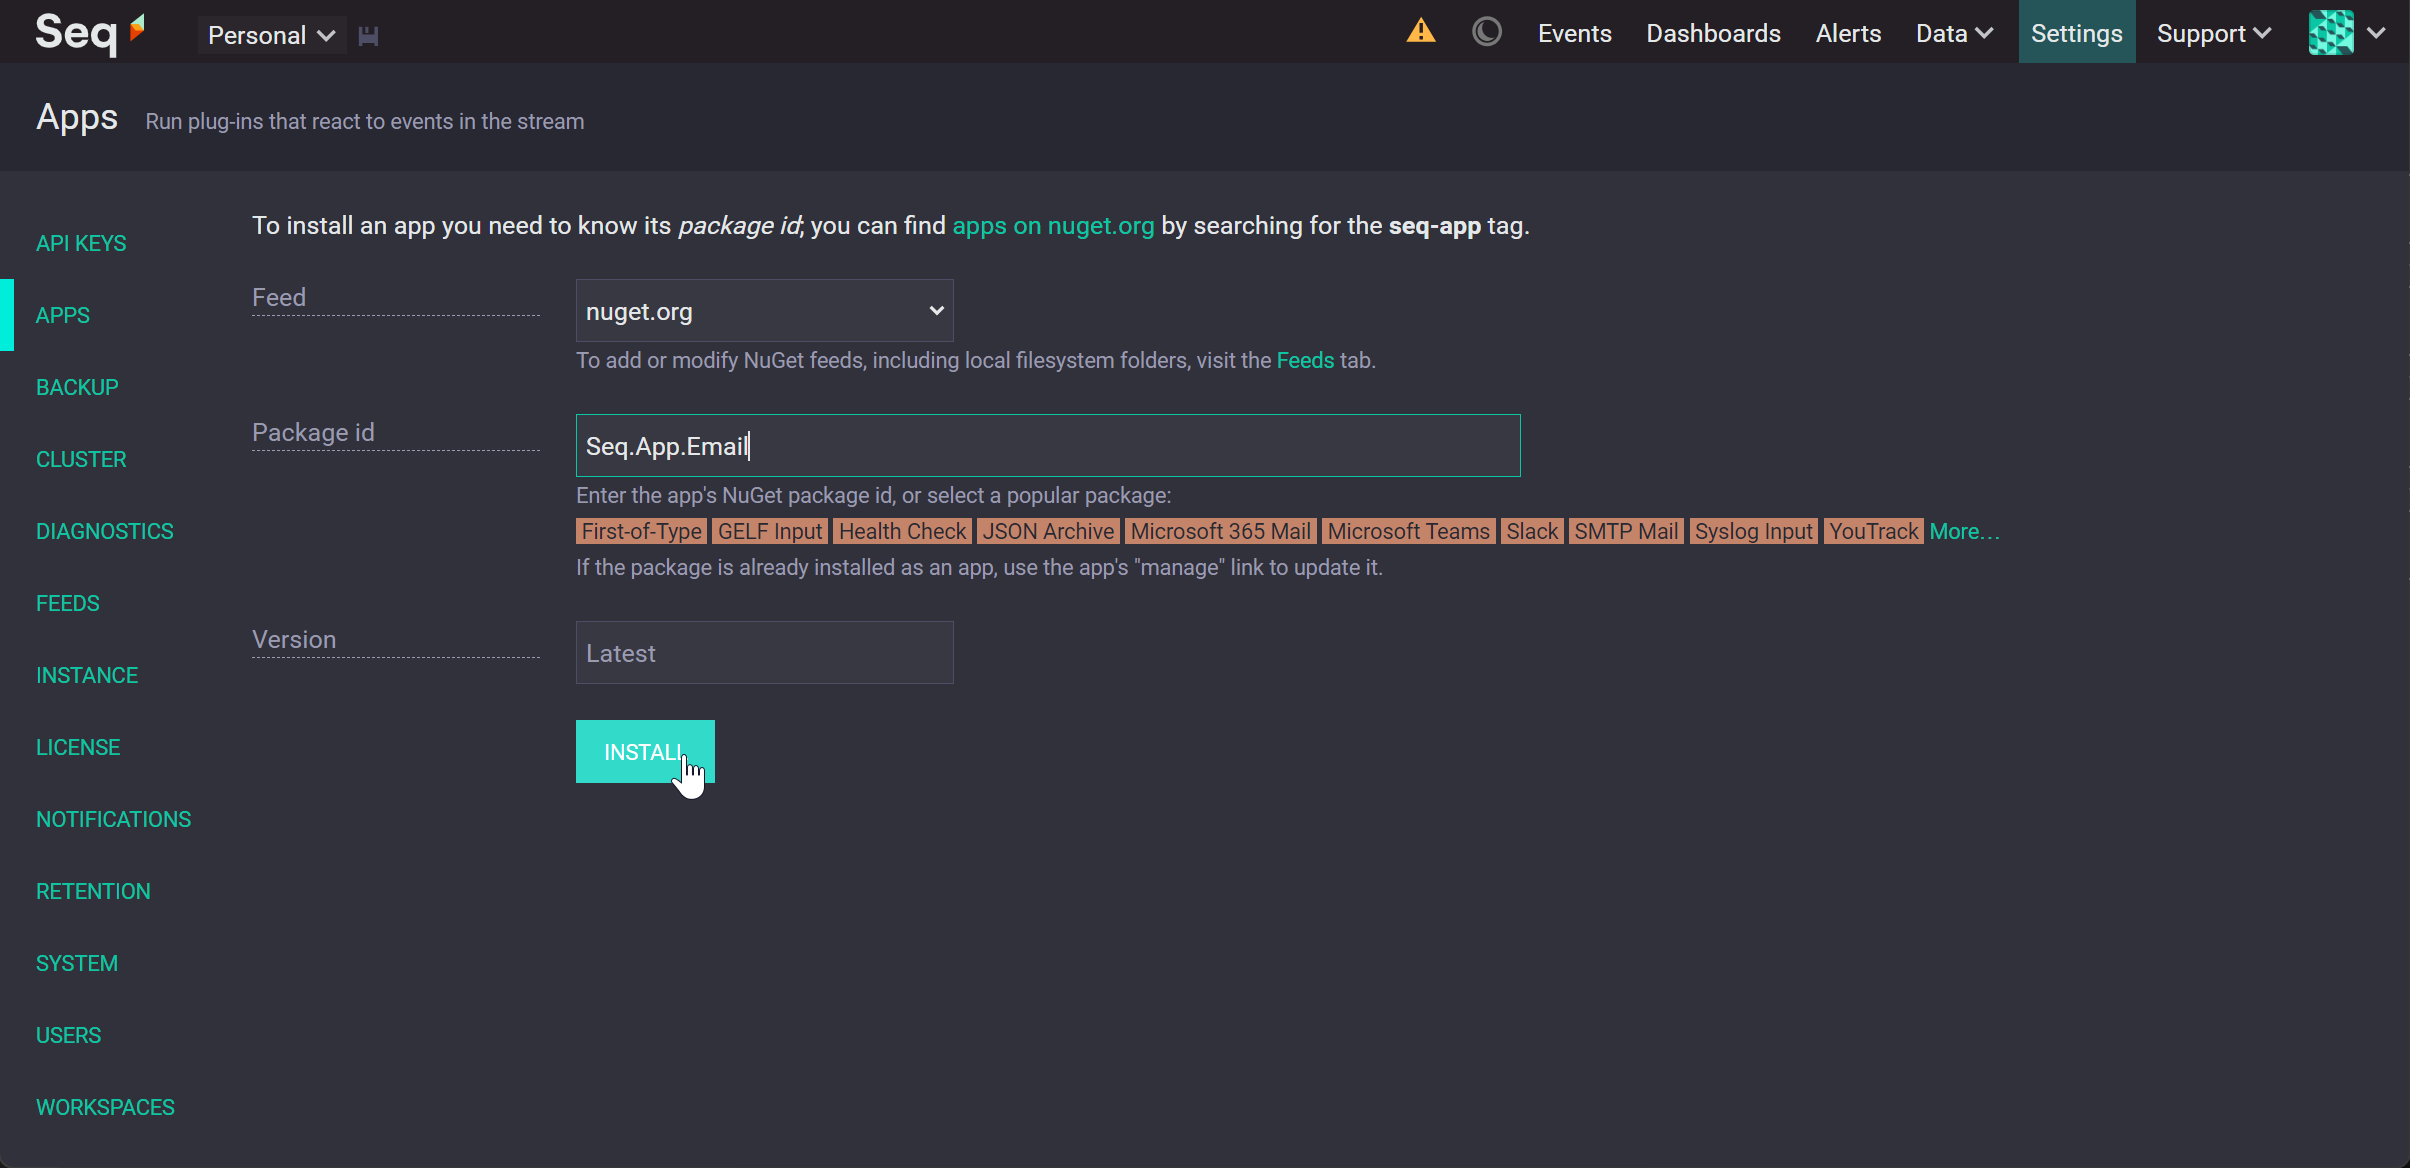 Seq Personal Events Dashboards Alerts Data Settings Support
Apps Run plug-ins that react to events in the stream
API KEYS
APPS
BACKUP
CLUSTER
DIAGNOSTICS
FEEDS
INSTANCE
LICENSE
NOTIFICATIONS
RETENTION
SYSTEM
USERS
WORKSPACES
To install an app you need to know its package id; you can find apps on nuget.org by searching for the seq-app tag.
Feed nuget.org
To add or modify NuGet feeds, including local filesystem folders, visit the Feeds tab.
Package id Seq.App.Email
Enter the app's NuGet package id, or select a popular package:
First-of-Type GELF Input Health Check JSON Archive Microsoft 365 Mail Microsoft Teams Slack SMTP Mail Syslog Input YouTrack More...
If the package is already installed as an app, use the app's "manage" link to update it.
Version Latest
INSTALL